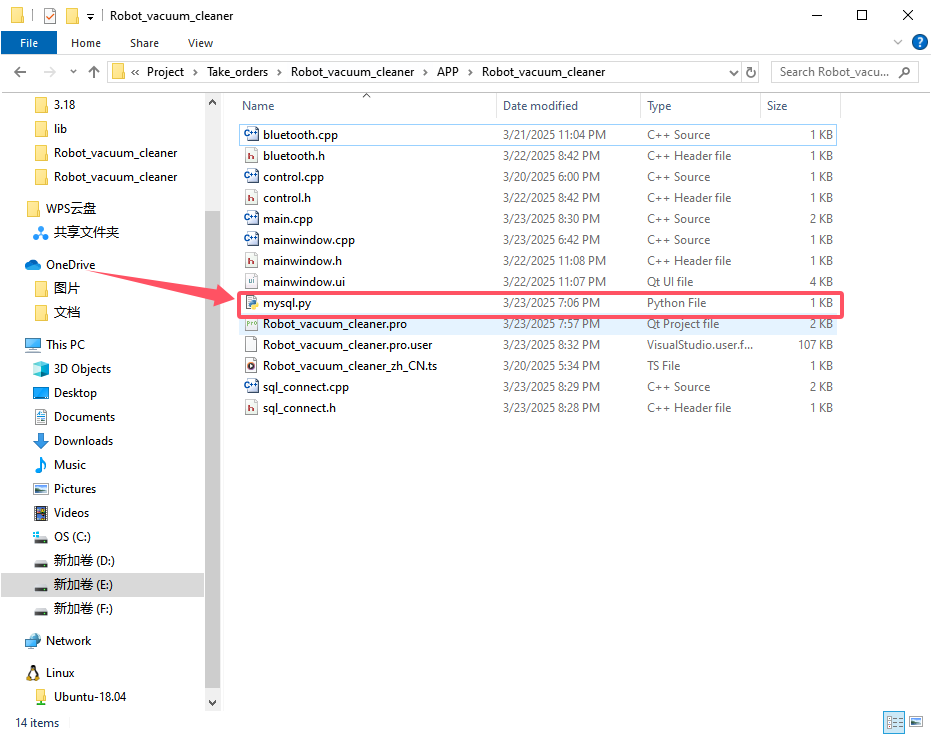 Robot_vacuum_cleaner
File Home Share View
« Project › Take_orders › Robot_vacuum_cleaner › APP › Robot_vacuum_cleaner
Search Robot_vacu...
3.18
lib
Robot_vacuum_cleaner
Robot_vacuum_cleaner
WPS云盘
共享文件夹
OneDrive
图片
文档
This PC
3D Objects
Desktop
Documents
Downloads
Music
Pictures
Videos
OS (C:)
新加卷 (D:)
新加卷 (E:)
新加卷 (F:)
Network
Linux
Ubuntu-18.04
Name Date modified Type Size
bluetooth.cpp 3/21/2025 11:04 PM C++ Source 1 KB
bluetooth.h 3/22/2025 8:42 PM C++ Header file 1 KB
control.cpp 3/20/2025 6:00 PM C++ Source 1 KB
control.h 3/22/2025 8:42 PM C++ Header file 1 KB
main.cpp 3/23/2025 8:30 PM C++ Source 2 KB
mainwindow.cpp 3/23/2025 6:42 PM C++ Source 1 KB
mainwindow.h 3/22/2025 11:08 PM C++ Header file 1 KB
mainwindow.ui 3/22/2025 11:07 PM Qt UI file 4 KB
mysql.py 3/23/2025 7:06 PM Python File 1 KB
Robot_vacuum_cleaner.pro 3/23/2025 7:57 PM Qt Project file 2 KB
Robot_vacuum_cleaner.pro.user 3/23/2025 8:32 PM VisualStudio.user.f... 107 KB
Robot_vacuum_cleaner_zh_CN.ts 3/20/2025 5:34 PM TS File 1 KB
sql_connect.cpp 3/23/2025 8:29 PM C++ Source 2 KB
sql_connect.h 3/23/2025 8:28 PM C++ Header file 1 KB
14 items